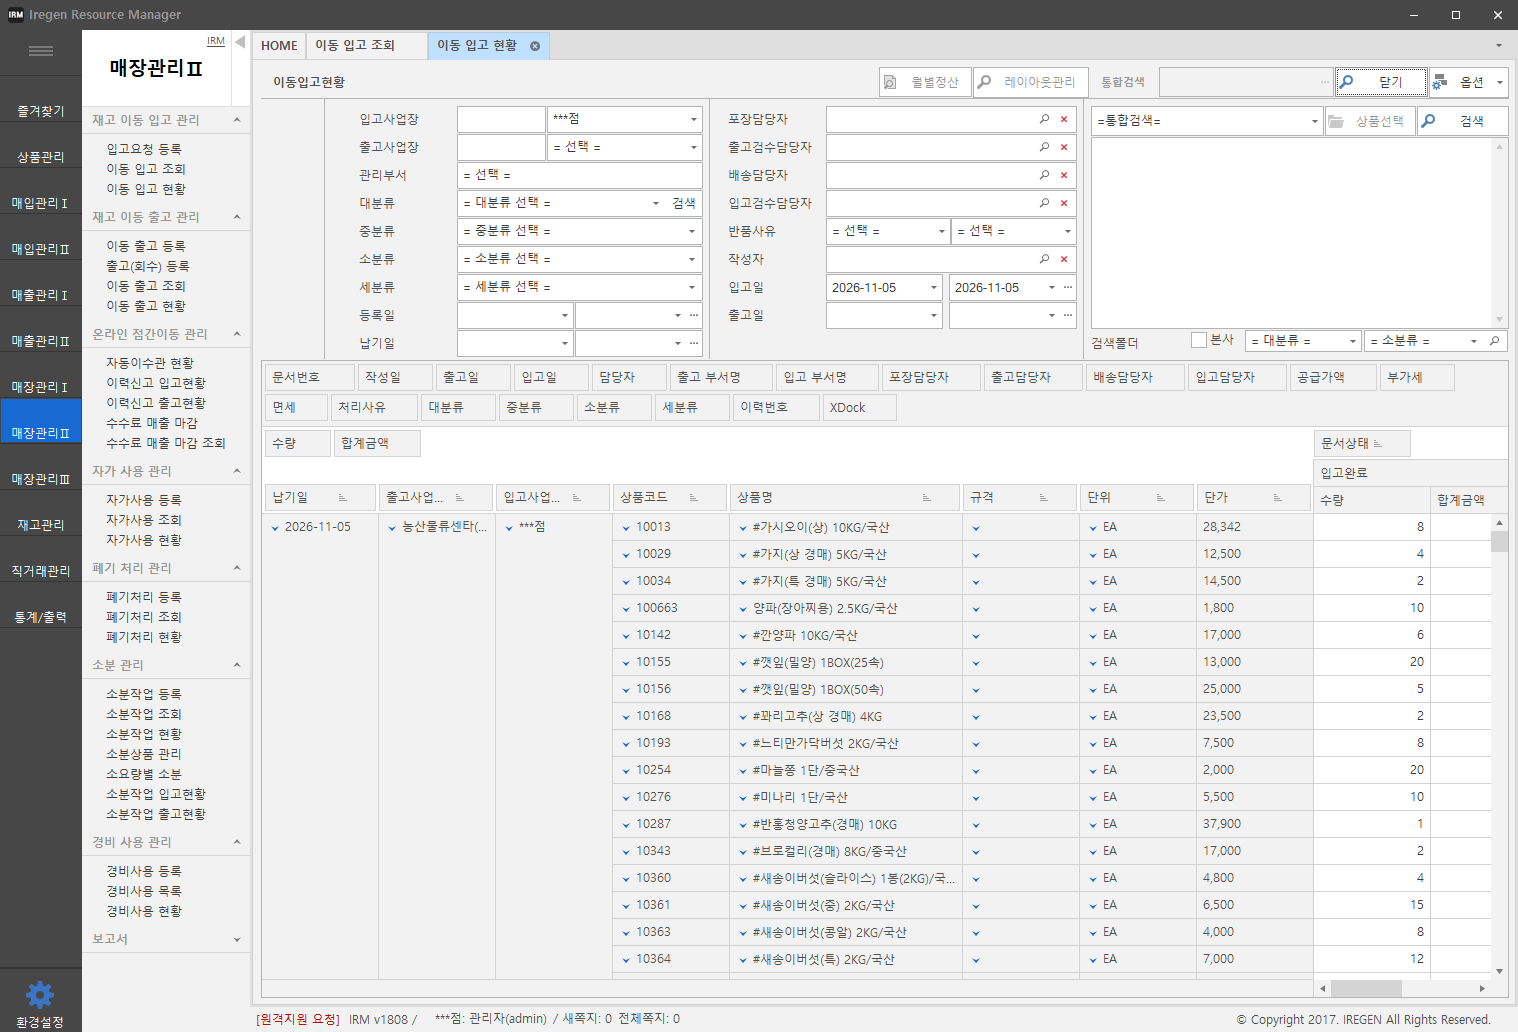 IRM Iregen Resource Manager
IRM
매장관리Ⅱ
즐겨찾기
상품관리
매입관리Ⅰ
매입관리Ⅱ
매출관리Ⅰ
매출관리Ⅱ
매장관리Ⅰ
매장관리Ⅱ
매장관리Ⅲ
재고관리
직거래관리
통계/출력
환경설정
재고 이동 입고 관리
입고요청 등록
이동 입고 조회
이동 입고 현황
재고 이동 출고 관리
이동 출고 등록
출고(회수) 등록
이동 출고 조회
이동 출고 현황
온라인 점간이동 관리
자동이수관 현황
이력신고 입고현황
이력신고 출고현황
수수료 매출 마감
수수료 매출 마감 조회
자가 사용 관리
자가사용 등록
자가사용 조회
자가사용 현황
폐기 처리 관리
폐기처리 등록
폐기처리 조회
폐기처리 현황
소분 관리
소분작업 등록
소분작업 조회
소분작업 현황
소분상품 관리
소요량별 소분
소분작업 입고현황
소분작업 출고현황
경비 사용 관리
경비사용 등록
경비사용 목록
경비사용 현황
보고서
HOME 이동 입고 조회 이동 입고 현황
이동입고현황 월별정산 레이아웃관리 통합검색 닫기 옵션
입고사업장 ***점
출고사업장 = 선택 =
관리부서 = 선택 =
대분류 = 대분류 선택 = 검색
중분류 = 중분류 선택 =
소분류 = 소분류 선택 =
세분류 = 세분류 선택 =
등록일
납기일
포장담당자
출고검수담당자
배송담당자
입고검수담당자
반품사유 = 선택 = = 선택 =
작성자
입고일 2026-11-05 2026-11-05
출고일
=통합검색= 상품선택 검색
검색폴더 본사 = 대분류 = = 소분류 =
문서번호 작성일 출고일 입고일 담당자 출고 부서명 입고 부서명 포장담당자 출고담당자 배송담당자 입고담당자 공급가액 부가세
면세 처리사유 대분류 중분류 소분류 세분류 이력번호 XDock
수량 합계금액 문서상태
입고완료
납기일 출고사업... 입고사업... 상품코드 상품명 규격 단위 단가 수량 합계금액
2026-11-05 농산물류센타(... ***점 10013 #가시오이(상) 10KG/국산 EA 28,342 8
10029 #가지(상 경매) 5KG/국산 EA 12,500 4
10034 #가지(특 경매) 5KG/국산 EA 14,500 2
100663 양파(장아찌용) 2.5KG/국산 EA 1,800 10
10142 #깐양파 10KG/국산 EA 17,000 6
10155 #깻잎(밀양) 1BOX(25속) EA 13,000 20
10156 #깻잎(밀양) 1BOX(50속) EA 25,000 5
10168 #꽈리고추(상 경매) 4KG EA 23,500 2
10193 #느티만가닥버섯 2KG/국산 EA 7,500 8
10254 #마늘쫑 1단/중국산 EA 2,000 20
10276 #미나리 1단/국산 EA 5,500 10
10287 #반홍청양고추(경매) 10KG EA 37,900 1
10343 #브로컬리(경매) 8KG/중국산 EA 17,000 2
10360 #새송이버섯(슬라이스) 1봉(2KG)/국... EA 4,800 4
10361 #새송이버섯(중) 2KG/국산 EA 6,500 15
10363 #새송이버섯(콩알) 2KG/국산 EA 4,000 8
10364 #새송이버섯(특) 2KG/국산 EA 7,000 12
[원격지원 요청] IRM v1808 / ***점: 관리자(admin) / 새쪽지: 0 전체쪽지: 0 © Copyright 2017. IREGEN All Rights Reserved.